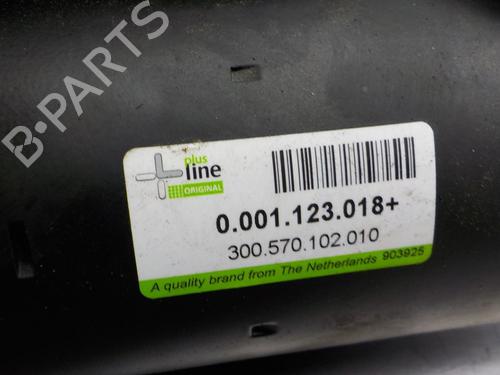 B-PARTS
plus
line
ORIGINAL
0.001.123.018+
300.570.102.010
A quality brand from The Netherlands 903925